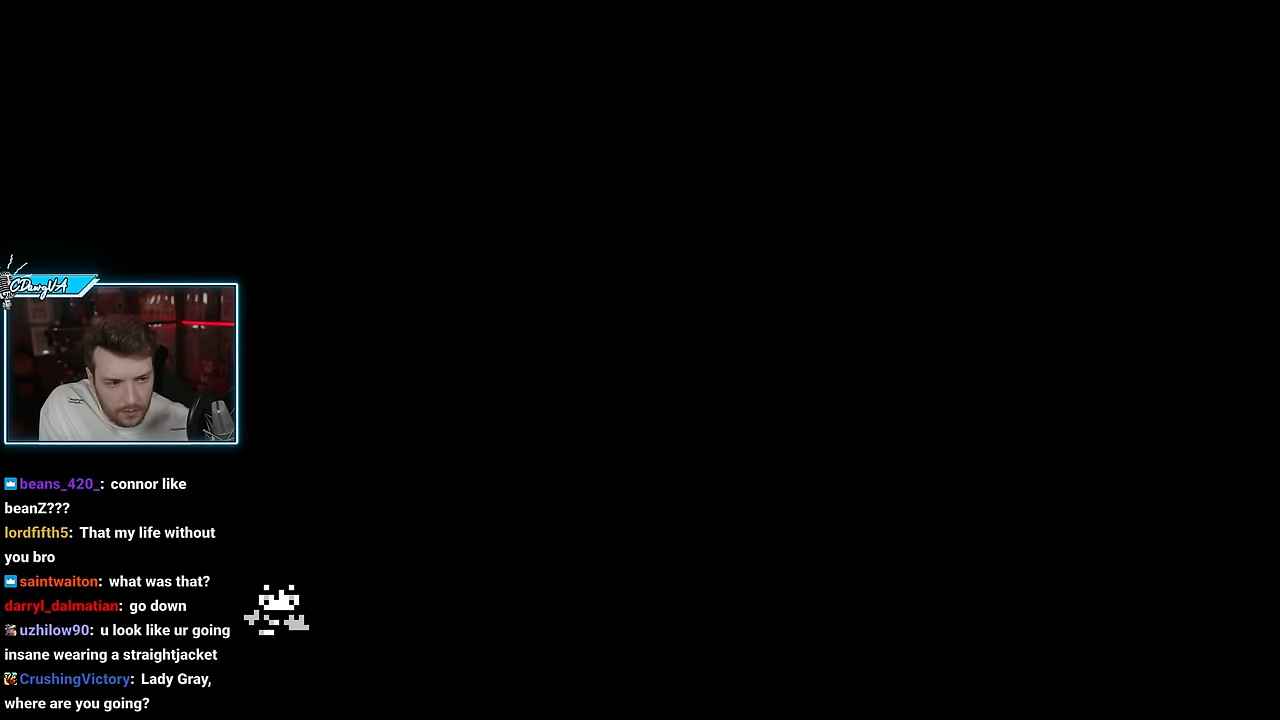 CDawgVA
beans_420_: connor like
beanZ???
lordfifth5: That my life without
you bro
saintwaiton: what was that?
darryl_dalmatian: go down
uzhilow90: u look like ur going
insane wearing a straightjacket
CrushingVictory: Lady Gray,
where are you going?